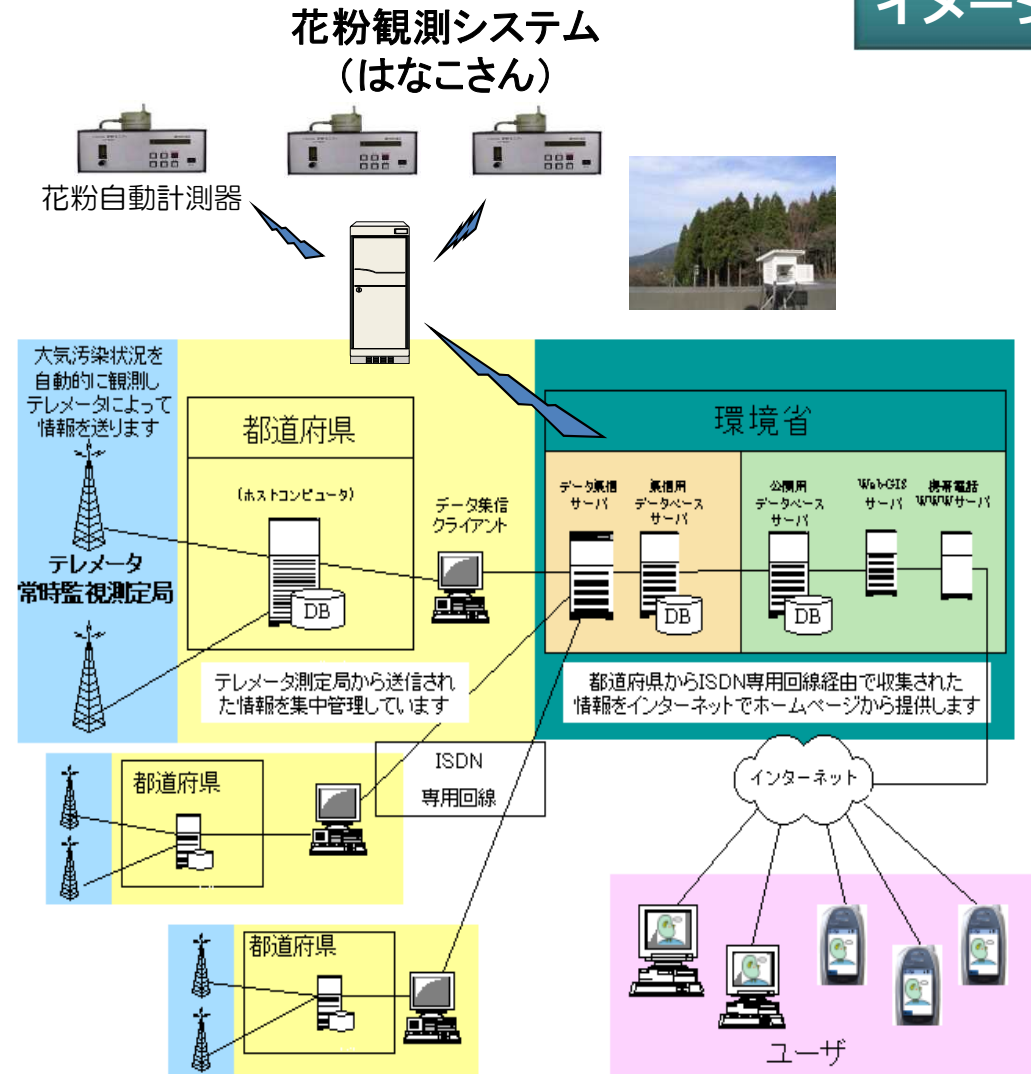 イメージ
花粉観測システム
（はなこさん）
花粉自動計測器
大気汚染状況を
自動的に観測し
テレメータによって
情報を送ります
テレメータ
常時監視測定局
都道府県
(ホストコンピュータ)
DB
データ集信
クライアント
テレメータ測定局から送信され
た情報を集中管理しています
環境省
データ集信
サーバ
集信用
データベース
サーバ
DB
公開用
データベース
サーバ
DB
Web-GIS
サーバ
携帯電話
WWWサーバ
都道府県からISDN専用回線経由で収集された
情報をインターネットでホームページから提供します
ISDN
専用回線
都道府県
都道府県
インターネット
ユーザ